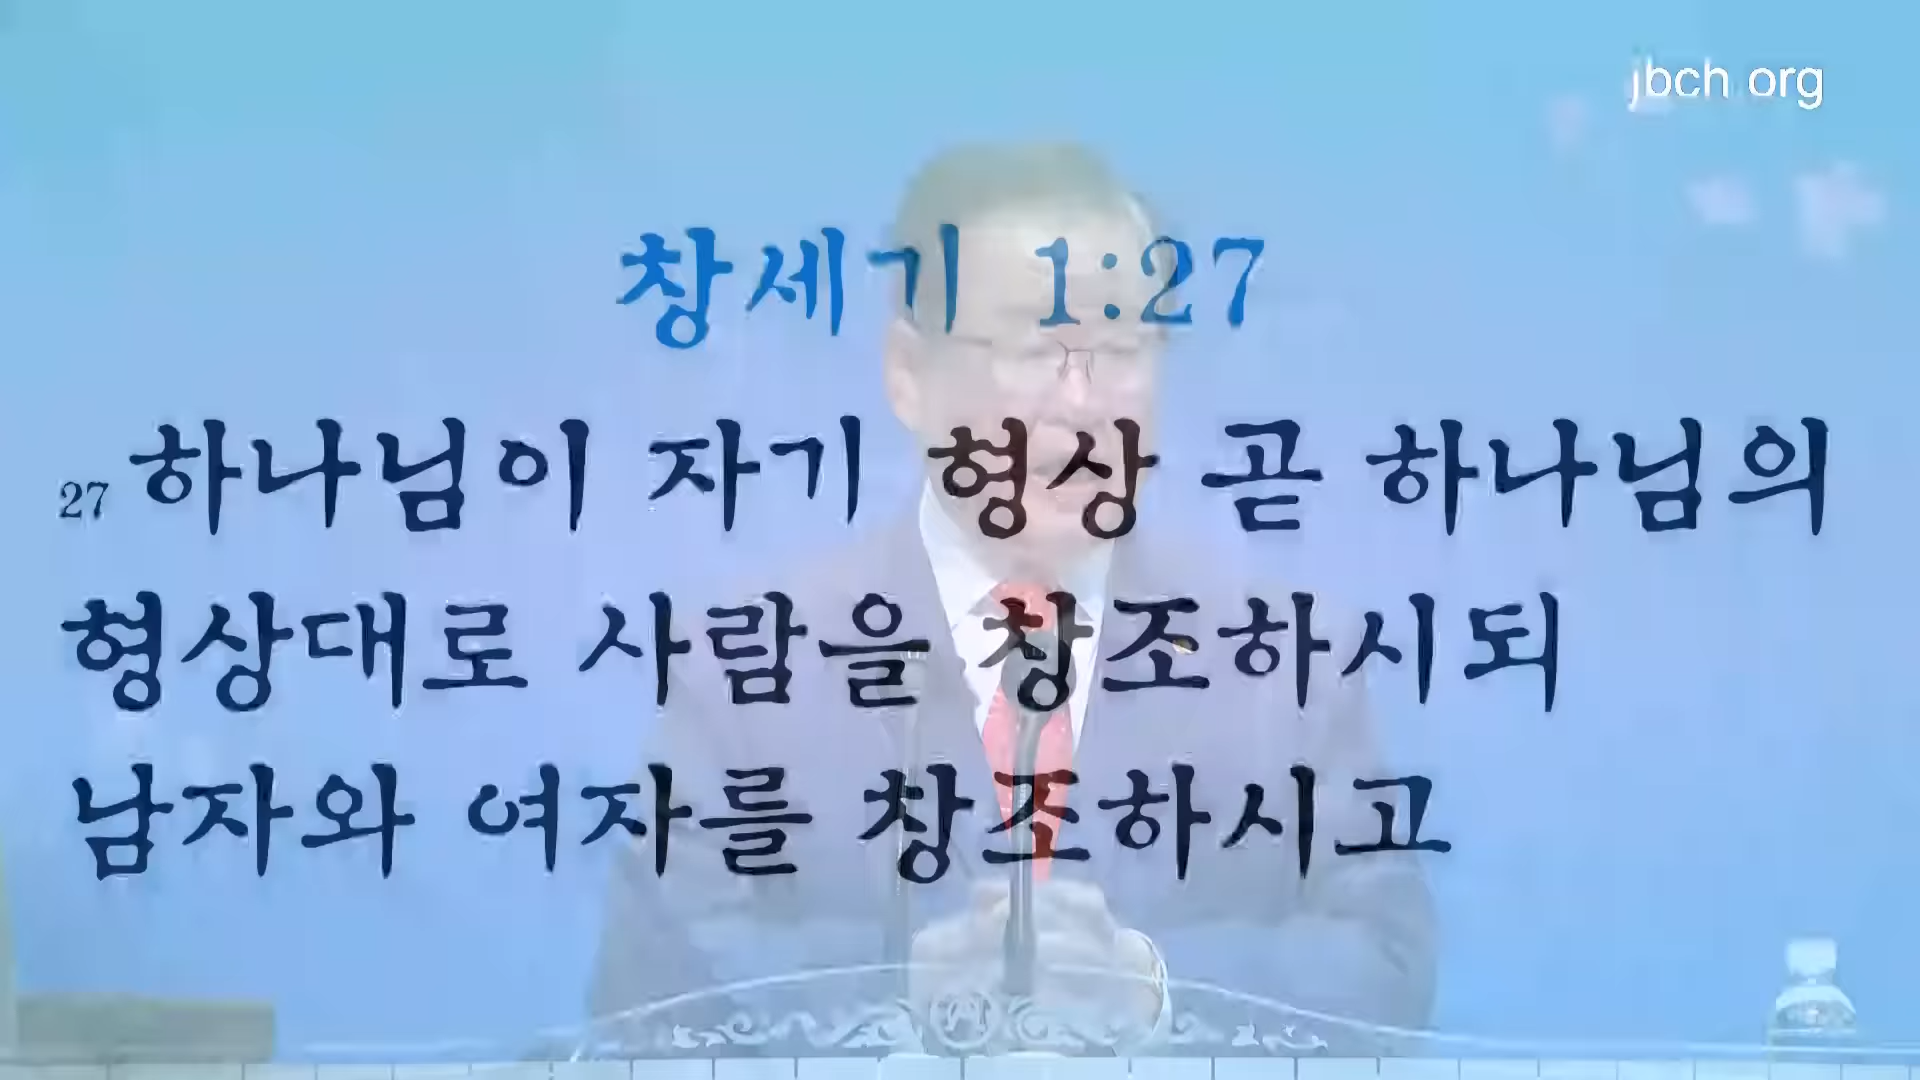 jbch.org
창세기 1:27
27 하나님이 자기 형상 곧 하나님의
형상대로 사람을 창조하시되
남자와 여자를 창조하시고